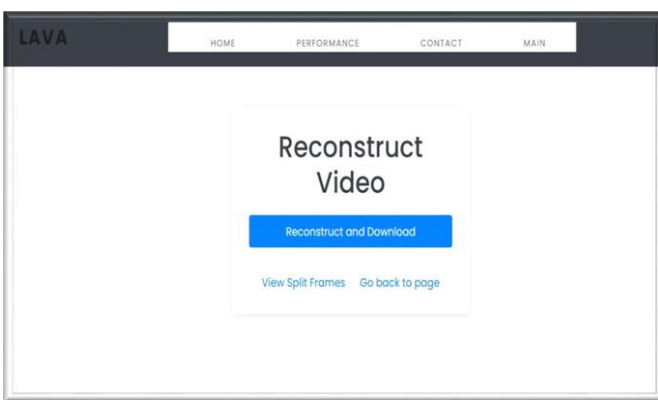 LAVA
HOME PERFORMANCE CONTACT MAIN
Reconstruct
Video
Reconstruct and Download
View Split Frames Go back to page